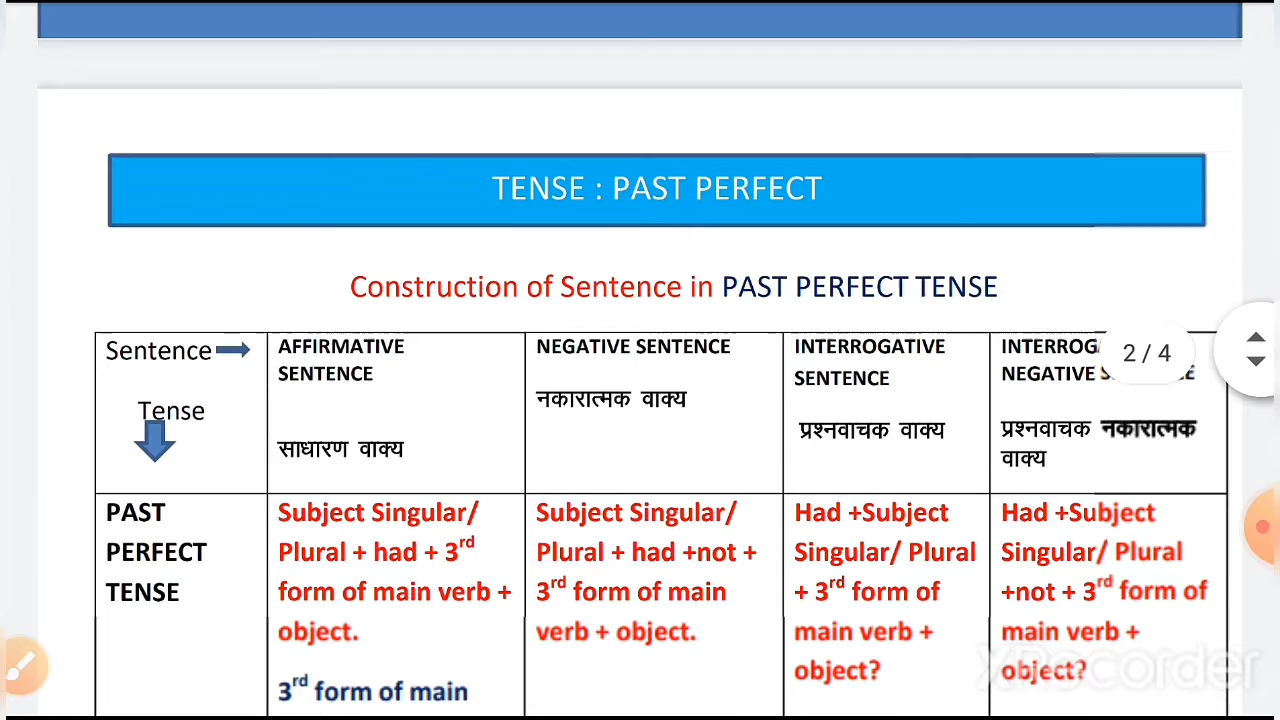 TENSE : PAST PERFECT
Construction of Sentence in PAST PERFECT TENSE
Sentence
Tense
AFFIRMATIVE
SENTENCE
साधारण वाक्य
NEGATIVE SENTENCE
नकारात्मक वाक्य
INTERROGATIVE
SENTENCE
प्रश्नवाचक वाक्य
NEGATIVE
प्रश्नवाचक नकारात्मक
वाक्य
2 / 4
PAST
PERFECT
TENSE
Subject Singular/
Plural + had + 3rd
form of main verb +
object.
3rd form of main
Subject Singular/
Plural + had +not +
3rd form of main
verb + object.
Had +Subject
Singular/ Plural
+ 3rd form of
main verb +
object?
Had +Subject
Singular/ Plural
+not + 3rd form of
main verb +
object?
XRecorder